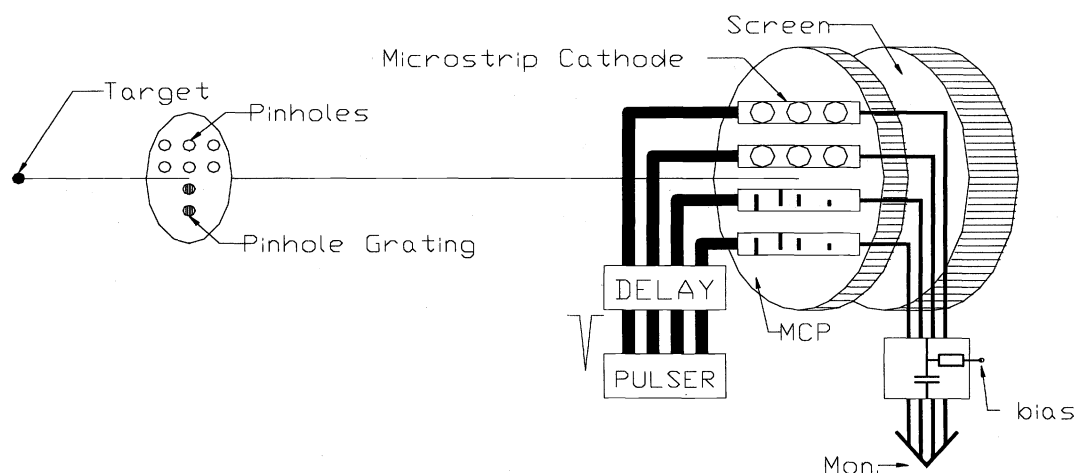 Screen
Microstrip Cathode
Target
Pinholes
Pinhole Grating
DELAY
MCP
PULSER
bias
Mon.